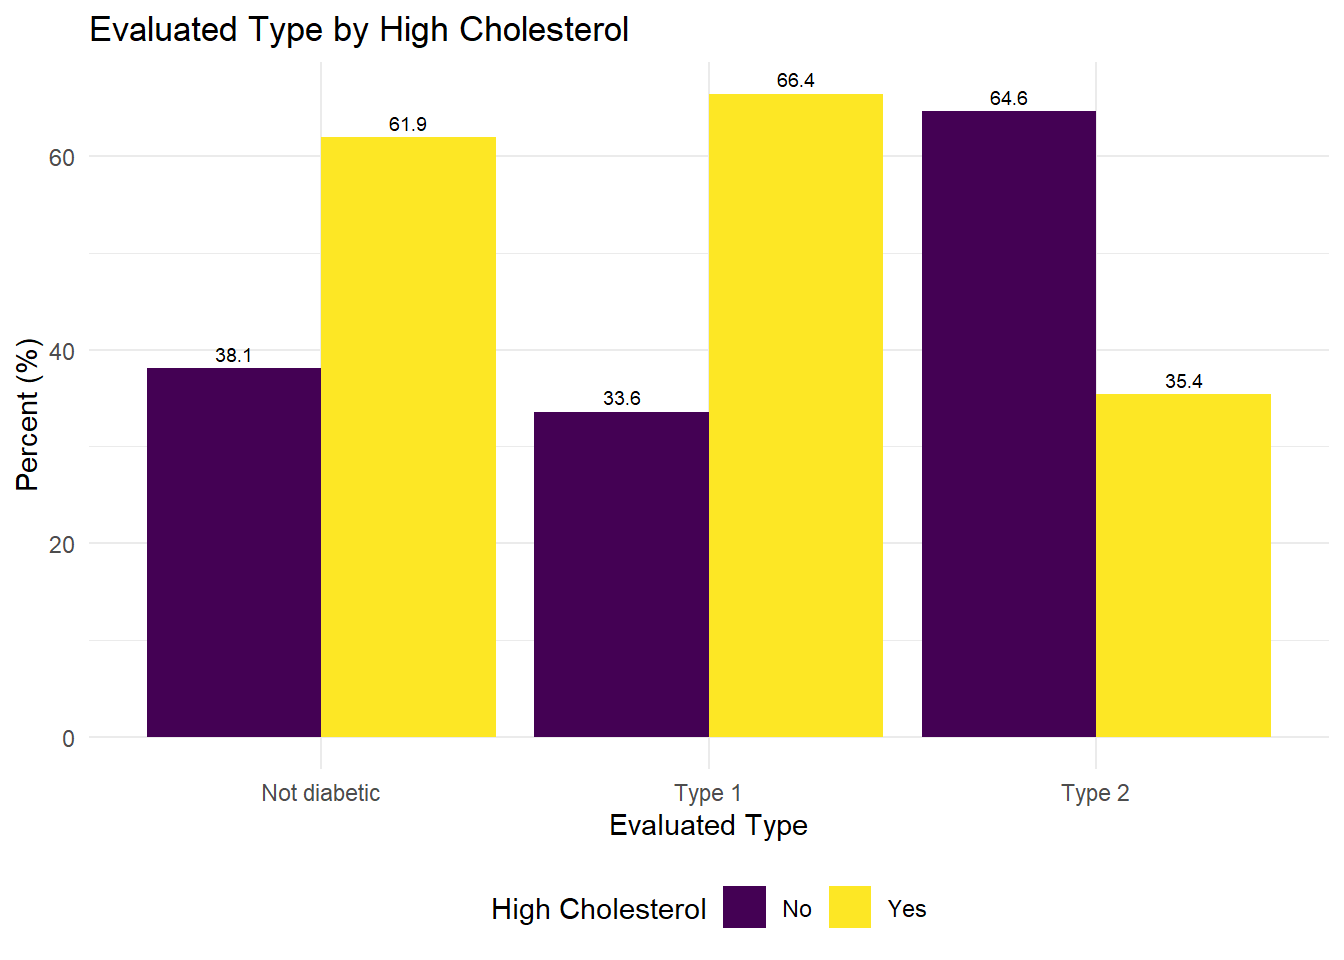 Evaluated Type by High Cholesterol
66.4
64.6
61.9
60
38.1
40
35.4
33.6
20
0
Percent (%)
Not diabetic Type 1 Type 2
Evaluated Type
High Cholesterol No Yes